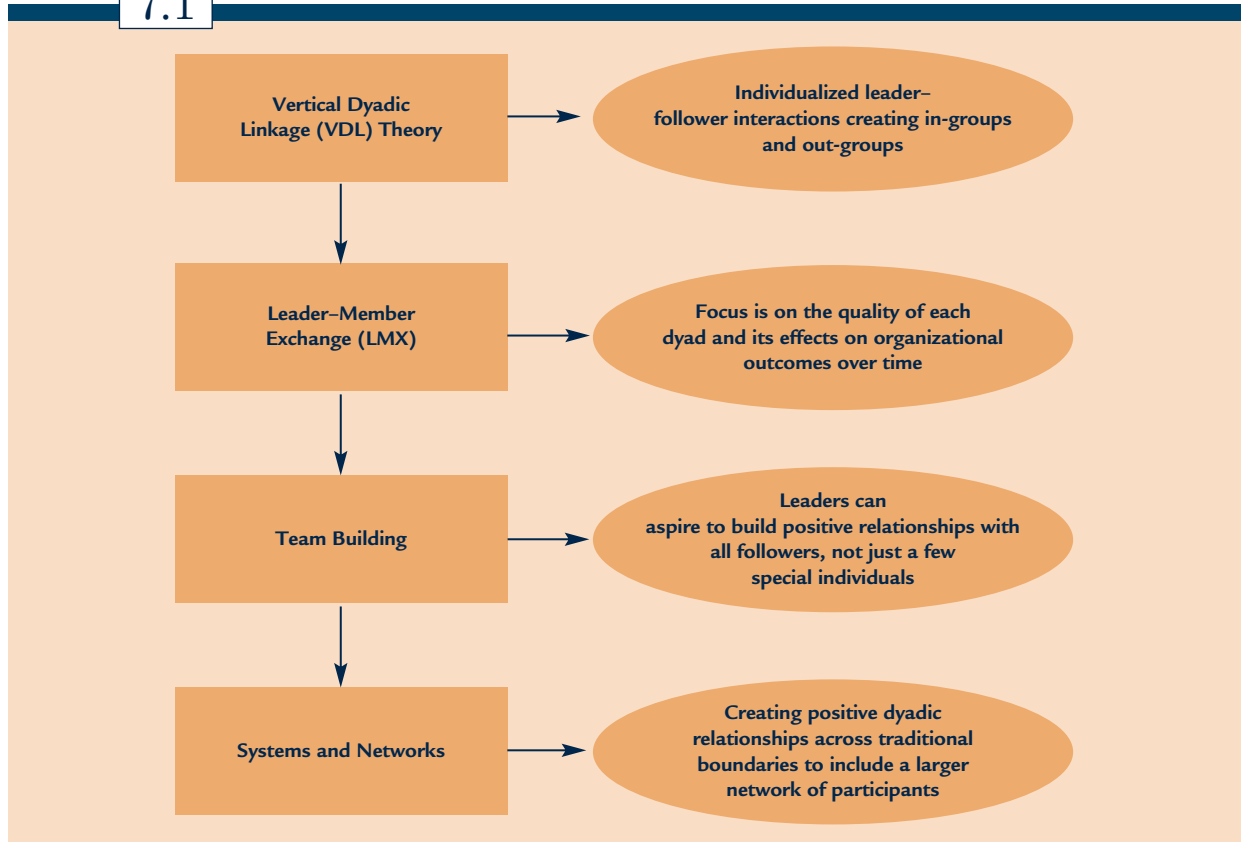 7.1
Vertical Dyadic
Linkage (VDL) Theory
Individualized leader–
follower interactions creating in-groups
and out-groups
Leader–Member
Exchange (LMX)
Focus is on the quality of each
dyad and its effects on organizational
outcomes over time
Team Building
Leaders can
aspire to build positive relationships with
all followers, not just a few
special individuals
Systems and Networks
Creating positive dyadic
relationships across traditional
boundaries to include a larger
network of participants